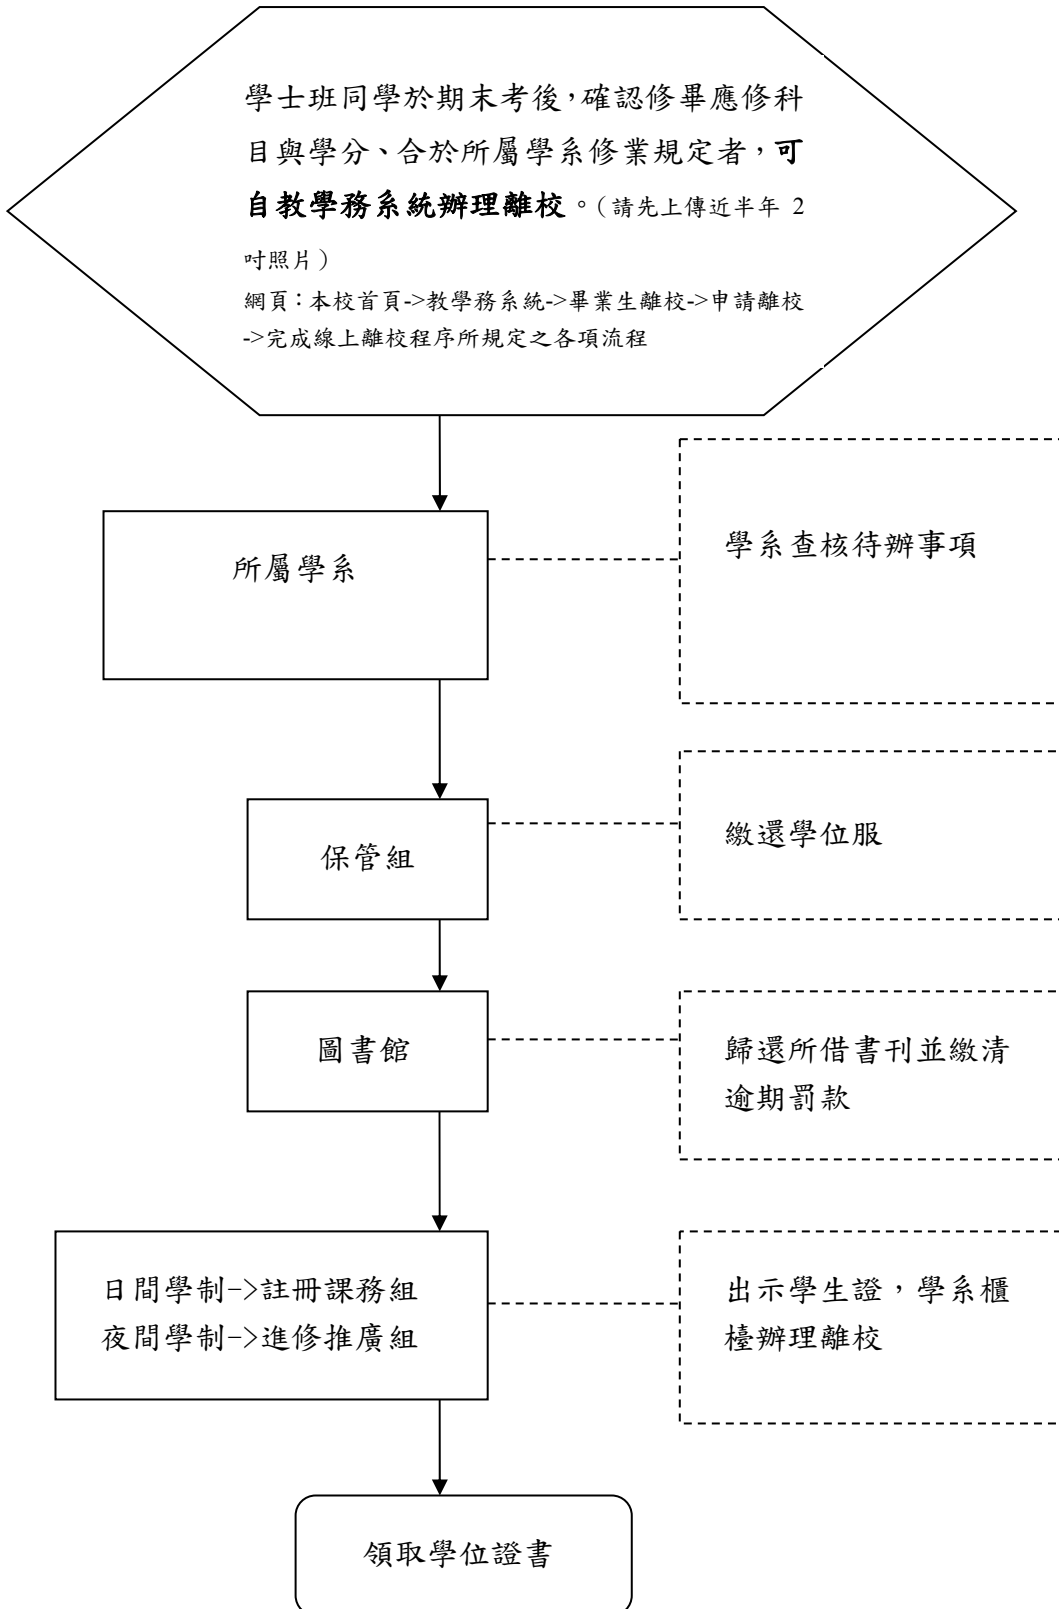 學士班同學於期末考後，確認修畢應修科
目與學分、合於所屬學系修業規定者，可
自教學務系統辦理離校。（請先上傳近半年 2
吋照片）
網頁：本校首頁->教學務系統->畢業生離校->申請離校
->完成線上離校程序所規定之各項流程
所屬學系
學系查核待辦事項
保管組
繳還學位服
圖書館
歸還所借書刊並繳清
逾期罰款
日間學制->註冊課務組
夜間學制->進修推廣組
出示學生證，學系櫃
檯辦理離校
領取學位證書